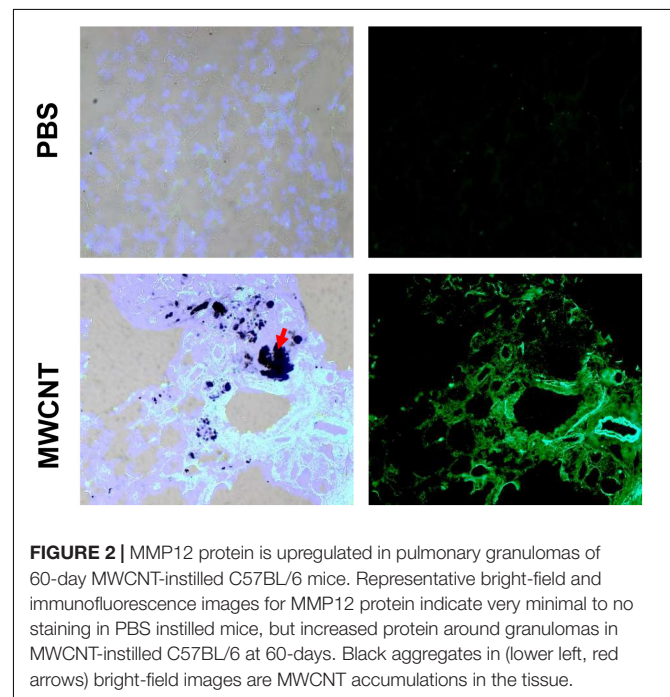 PBS
MWCNT
FIGURE 2 | MMP12 protein is upregulated in pulmonary granulomas of
60-day MWCNT-instilled C57BL/6 mice. Representative bright-field and
immunofluorescence images for MMP12 protein indicate very minimal to no
staining in PBS instilled mice, but increased protein around granulomas in
MWCNT-instilled C57BL/6 at 60-days. Black aggregates in (lower left, red
arrows) bright-field images are MWCNT accumulations in the tissue.